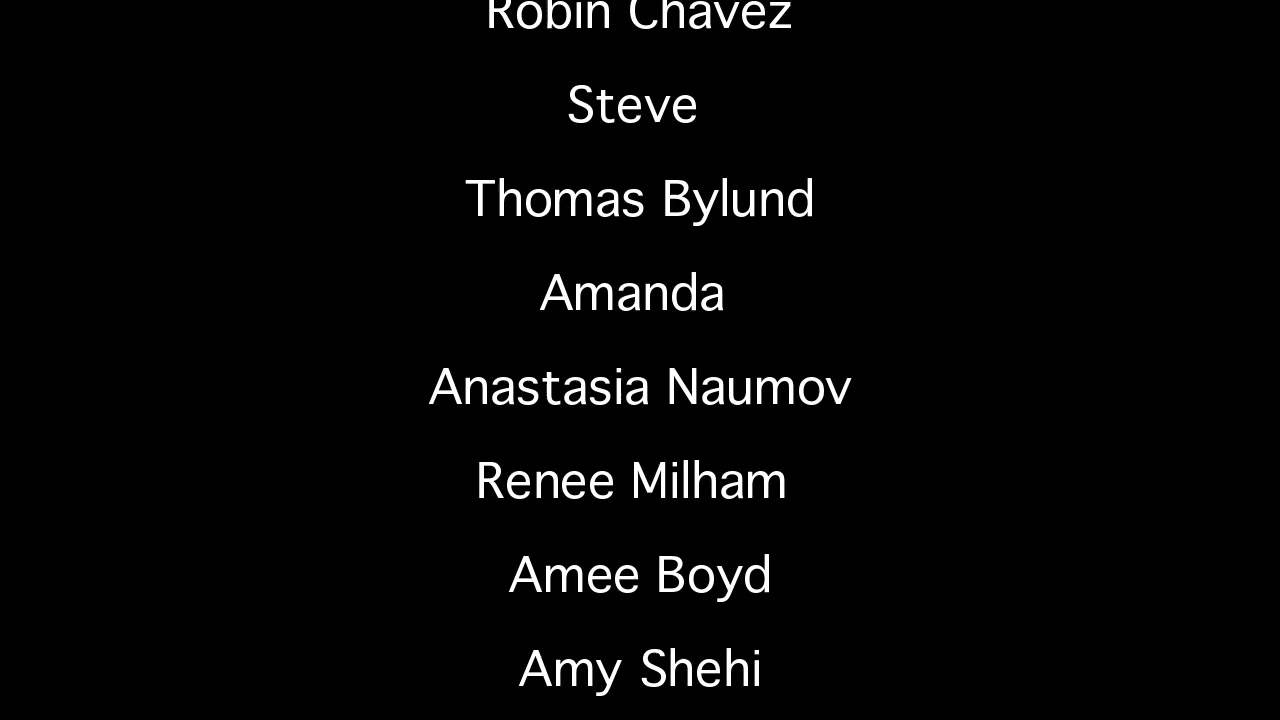 Robin Chavez
Steve
Thomas Bylund
Amanda
Anastasia Naumov
Renee Milham
Amee Boyd
Amy Shehi